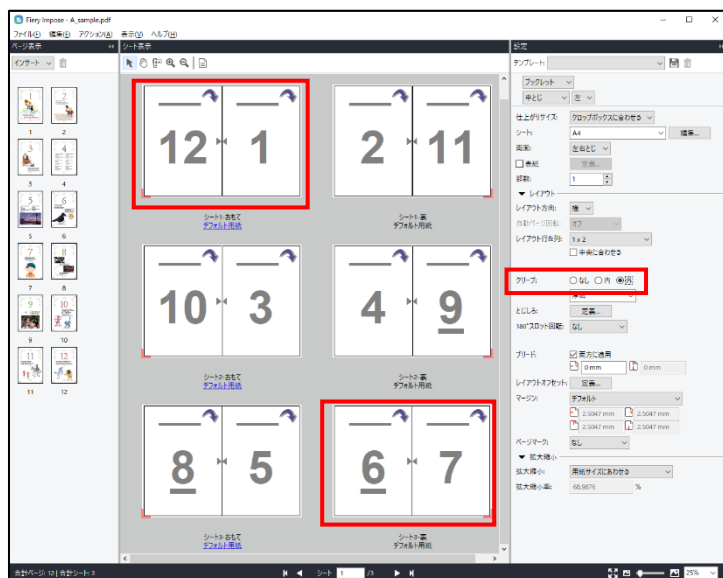 Fiery Impose - A_sample.pdf
ファイル(F) 編集(E) アクション(A) 表示(V) ヘルプ(H)
ページ表示
シート表示
設定
インサート
テンプレート:
ブックレット
中とじ 左
仕上がりサイズ: クロップボックスに合わせる
シート: A4 編集...
両面: 左右とじ
表紙 定義...
部数: 1
レイアウト
レイアウト方向: 横
自動ページ回転: オフ
レイアウト行&列: 1 x 2
中央に合わせる
クリープ: なし 内 外
厚紙
とじしろ: 定義...
180°スロット回転: なし
ブリード: 両方に適用
0 mm 0 mm
レイアウトオフセット: 定義...
マージン: デフォルト
2.5047 mm 2.5047 mm
2.5047 mm 2.5047 mm
ページマーク: なし
拡大縮小
拡大縮小: 用紙サイズにあわせる
拡大縮小率: 68.9876 %
1 2
3 4
5 6
7 8
9 10
11 12
12 1
シート1-おもて
デフォルト用紙
2 11
シート1-裏
デフォルト用紙
10 3
シート2-おもて
デフォルト用紙
4 9
シート2-裏
デフォルト用紙
8 5
シート3-おもて
デフォルト用紙
6 7
シート3-裏
デフォルト用紙
合計ページ: 12 | 合計シート: 3
シート 1 /3
25%